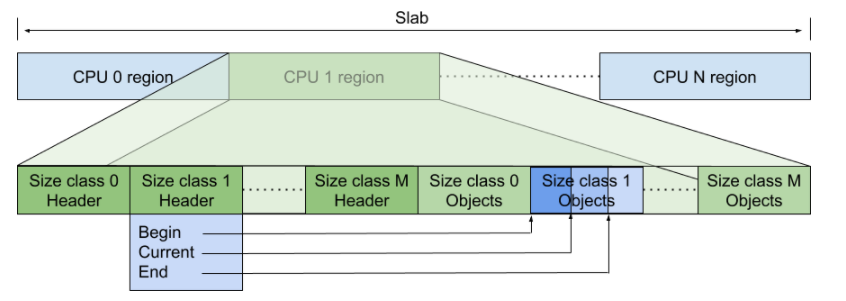 Slab
CPU 0 region
CPU 1 region
CPU N region
Size class 0
Header
Size class 1
Header
Size class M
Header
Size class 0
Objects
Size class 1
Objects
Size class M
Objects
Begin
Current
End